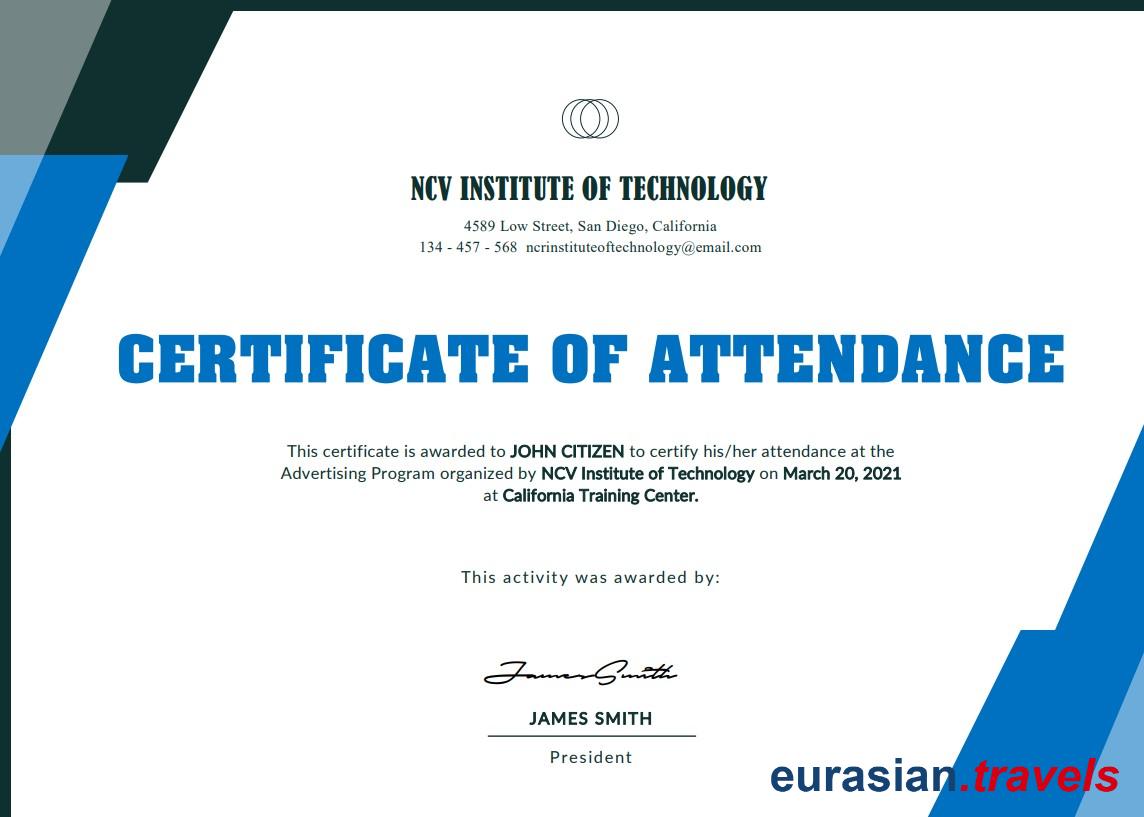 NCV INSTITUTE OF TECHNOLOGY
4589 Low Street, San Diego, California
134 - 457 - 568 ncrinstituteoftechnology@email.com
CERTIFICATE OF ATTENDANCE
This certificate is awarded to JOHN CITIZEN to certify his/her attendance at the
Advertising Program organized by NCV Institute of Technology on March 20, 2021
at California Training Center.
This activity was awarded by:
James Smith
JAMES SMITH
President
eurasian.travels